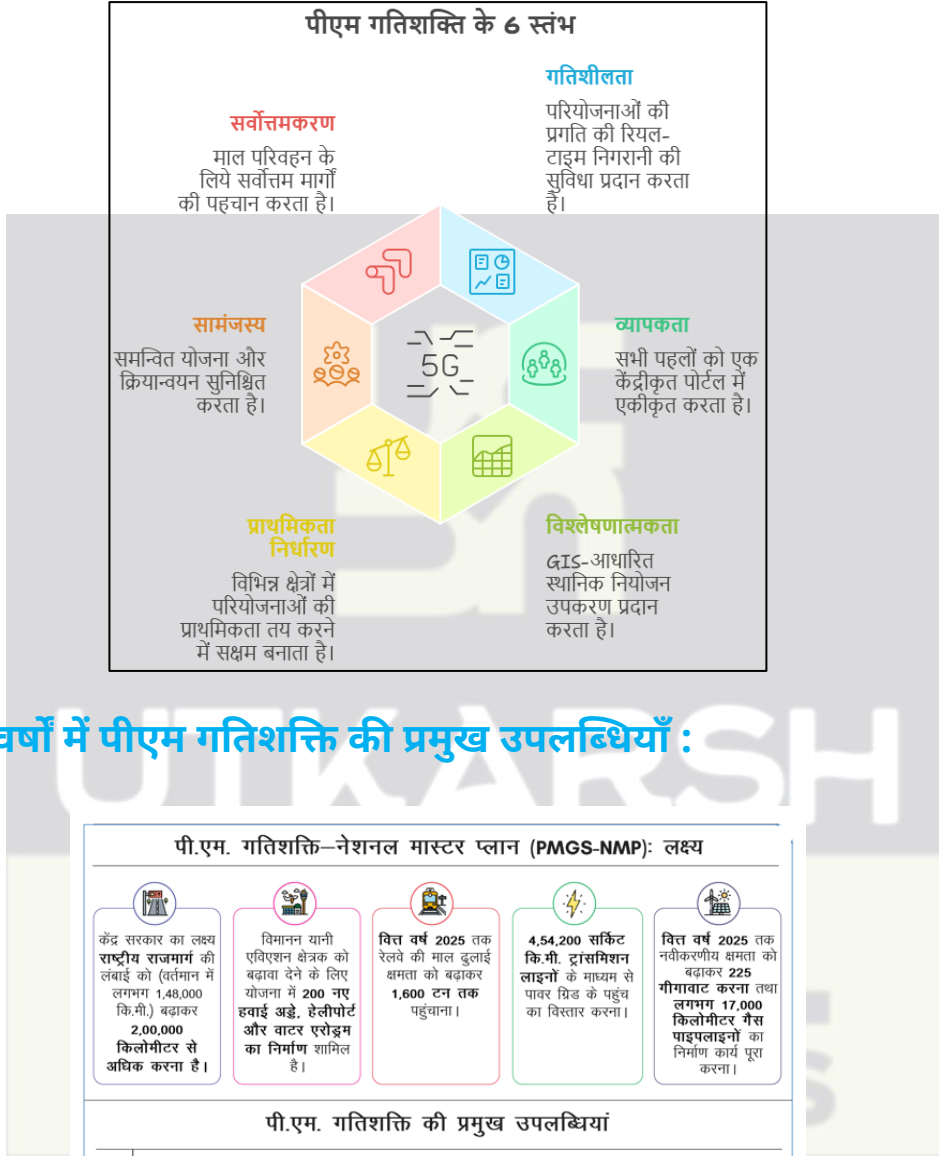 पीएम गतिशक्ति के 6 स्तंभ
गतिशीलता
परियोजनाओं की
प्रगति की रियल-
टाइम निगरानी की
सुविधा प्रदान करता
है।
सर्वोत्तमकरण
माल परिवहन के
लिये सर्वोत्तम मार्गों
की पहचान करता है।
सामंजस्य
समन्वित योजना और
क्रियान्वयन सुनिश्चित
करता है।
5G
व्यापकता
सभी पहलों को एक
केंद्रीकृत पोर्टल में
एकीकृत करता है।
प्राथमिकता
निर्धारण
विभिन्न क्षेत्रों में
परियोजनाओं की
प्राथमिकता तय करने
में सक्षम बनाता है।
विश्लेषणात्मकता
GIS-आधारित
स्थानिक नियोजन
उपकरण प्रदान
करता है।
वर्षों में पीएम गतिशक्ति की प्रमुख उपलब्धियाँ :
UTKARSH
पी.एम. गतिशक्ति–नेशनल मास्टर प्लान (PMGS-NMP): लक्ष्य
केंद्र सरकार का लक्ष्य
राष्ट्रीय राजमार्ग की
लंबाई को (वर्तमान में
लगभग 1,48,000
कि.मी.) बढ़ाकर
2,00,000
किलोमीटर से
अधिक करना है।
विमानन यानी
एविएशन क्षेत्रक को
बढ़ावा देने के लिए
योजना में 200 नए
हवाई अड्डे, हेलीपोर्ट
और वाटर एरोड्रम
का निर्माण शामिल
है।
वित्त वर्ष 2025 तक
रेलवे की माल ढुलाई
क्षमता को बढ़ाकर
1,600 टन तक
पहुंचाना।
4,54,200 सर्किट
कि.मी. ट्रांसमिशन
लाइनों के माध्यम से
पावर ग्रिड के पहुंच
का विस्तार करना।
वित्त वर्ष 2025 तक
नवीकरणीय क्षमता को
बढ़ाकर 225
गीगावाट करना तथा
लगभग 17,000
किलोमीटर गैस
पाइपलाइनों का
निर्माण कार्य पूरा
करना।
पी.एम. गतिशक्ति की प्रमुख उपलब्धियां